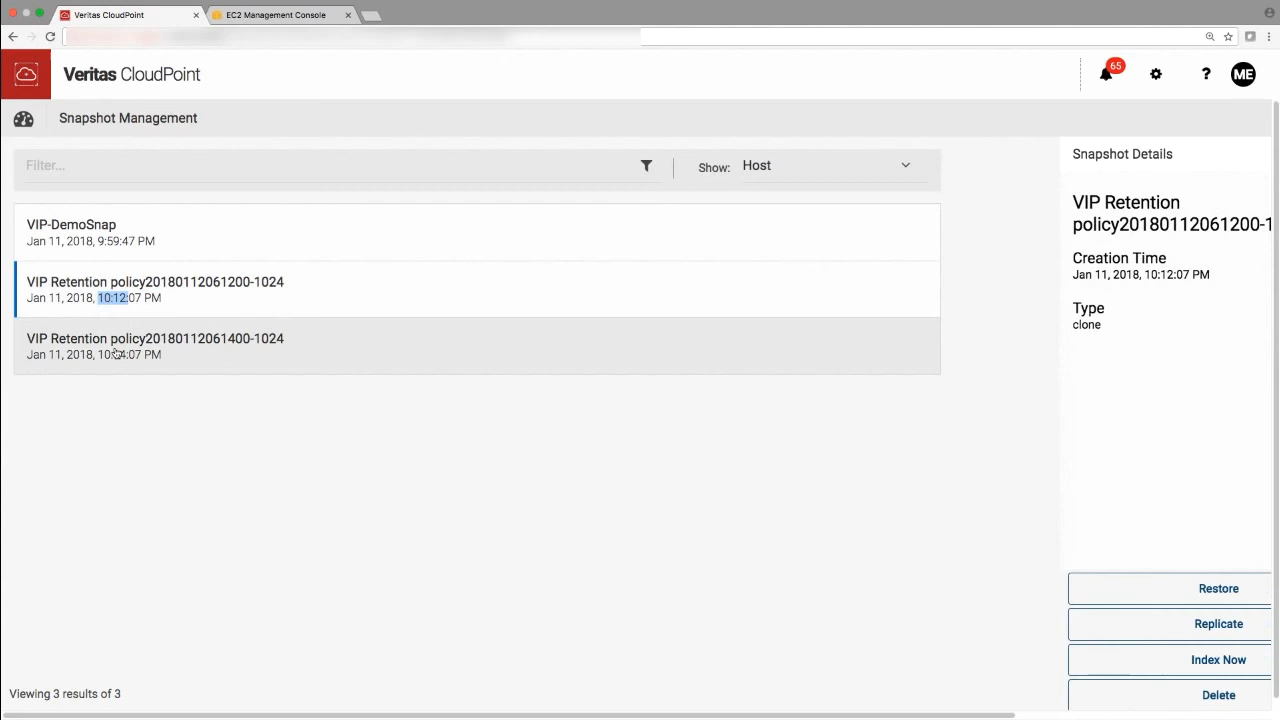 Veritas CloudPoint
EC2 Management Console
Veritas CloudPoint
65
?
ME
Snapshot Management
Filter...
Show:
Host
VIP-DemoSnap
Jan 11, 2018, 9:59:47 PM
VIP Retention policy20180112061200-1024
Jan 11, 2018, 10:12:07 PM
VIP Retention policy20180112061400-1024
Jan 11, 2018, 10:14:07 PM
Viewing 3 results of 3
Snapshot Details
VIP Retention
policy20180112061200-1
Creation Time
Jan 11, 2018, 10:12:07 PM
Type
clone
Restore
Replicate
Index Now
Delete